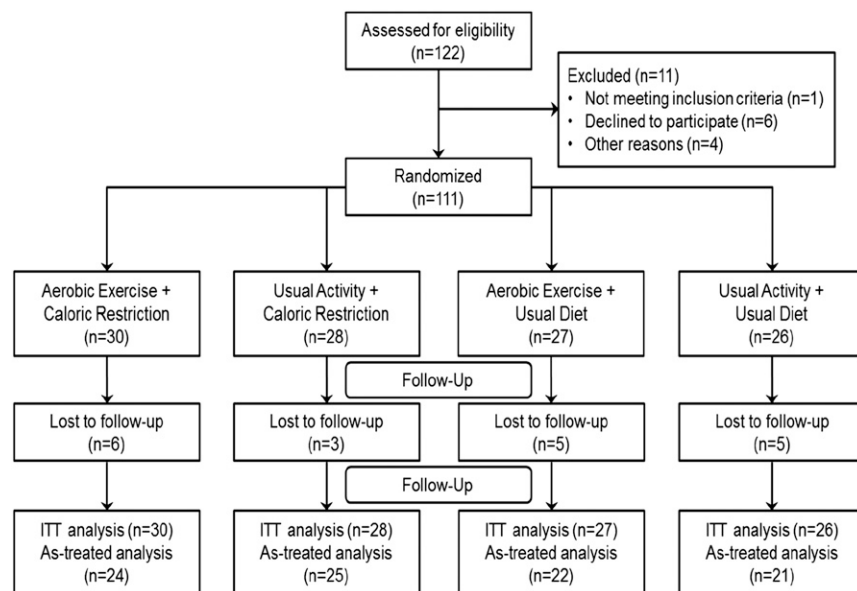 Assessed for eligibility
(n=122)
Excluded (n=11)
• Not meeting inclusion criteria (n=1)
• Declined to participate (n=6)
• Other reasons (n=4)
Randomized
(n=111)
Aerobic Exercise +
Caloric Restriction
(n=30)
Usual Activity +
Caloric Restriction
(n=28)
Aerobic Exercise +
Usual Diet
(n=27)
Usual Activity +
Usual Diet
(n=26)
Follow-Up
Lost to follow-up
(n=6)
Lost to follow-up
(n=3)
Lost to follow-up
(n=5)
Lost to follow-up
(n=5)
Follow-Up
ITT analysis (n=30)
As-treated analysis
(n=24)
ITT analysis (n=28)
As-treated analysis
(n=25)
ITT analysis (n=27)
As-treated analysis
(n=22)
ITT analysis (n=26)
As-treated analysis
(n=21)